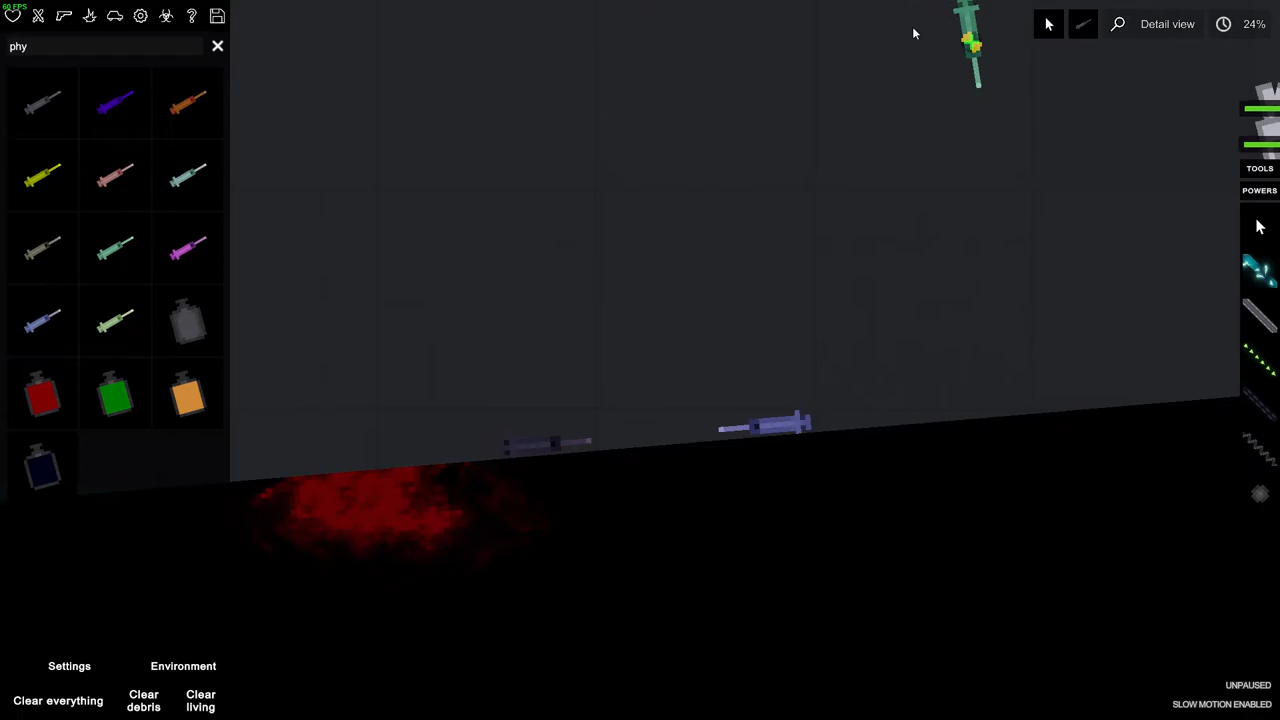 60 FPS
phy
Detail view
24%
TOOLS
POWERS
Settings
Environment
Clear everything
Clear
debris
Clear
living
UNPAUSED
SLOW MOTION ENABLED